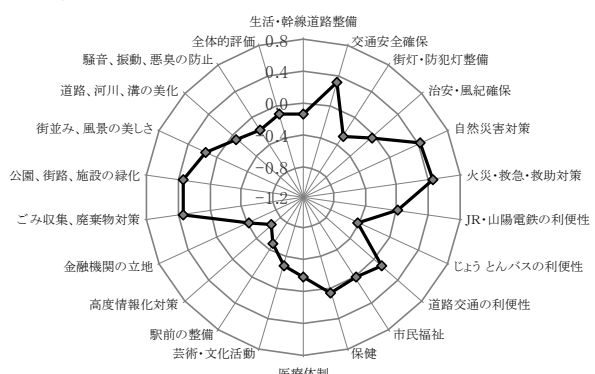 生活・幹線道路整備
0.8
全体的評価
交通安全確保
騒音、振動、悪臭の防止
街灯・防犯灯整備
0.4
道路、河川、溝の美化
治安・風紀確保
0.0
街並み、風景の美しさ
自然災害対策
-0.4
公園、街路、施設の緑化
-0.8
火災・救急・救助対策
-1.2
ごみ収集、廃棄物対策
JR・山陽電鉄の利便性
金融機関の立地
じょうとんバスの利便性
高度情報化対策
道路交通の利便性
駅前の整備
市民福祉
芸術・文化活動
保健
医療体制